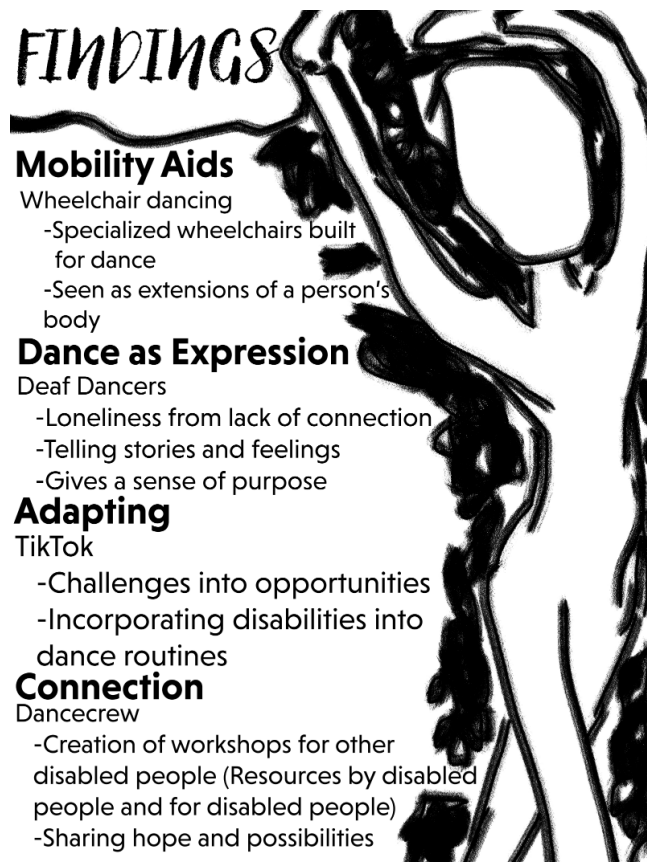 FINDINGS
Mobility Aids
Wheelchair dancing
-Specialized wheelchairs built
for dance
-Seen as extensions of a person's
body
Dance as Expression
Deaf Dancers
-Loneliness from lack of connection
-Telling stories and feelings
-Gives a sense of purpose
Adapting
TikTok
-Challenges into opportunities
-Incorporating disabilities into
dance routines
Connection
Dancecrew
-Creation of workshops for other
disabled people (Resources by disabled
people and for disabled people)
-Sharing hope and possibilities